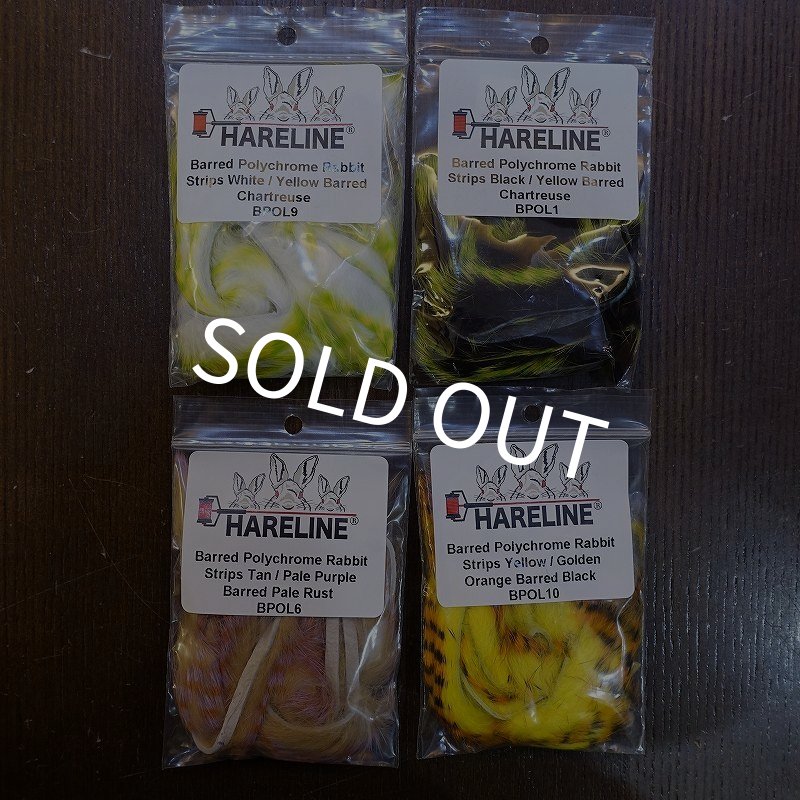 HARELINE®
Barred Polychrome Rabbit
Strips White / Yellow Barred
Chartreuse
BPOL9
HARELINE®
Barred Polychrome Rabbit
Strips Black / Yellow Barred
Chartreuse
BPOL1
SOLD OUT
HARELINE®
Barred Polychrome Rabbit
Strips Tan / Pale Purple
Barred Pale Rust
BPOL6
HARELINE®
Barred Polychrome Rabbit
Strips Yellow / Golden
Orange Barred Black
BPOL10